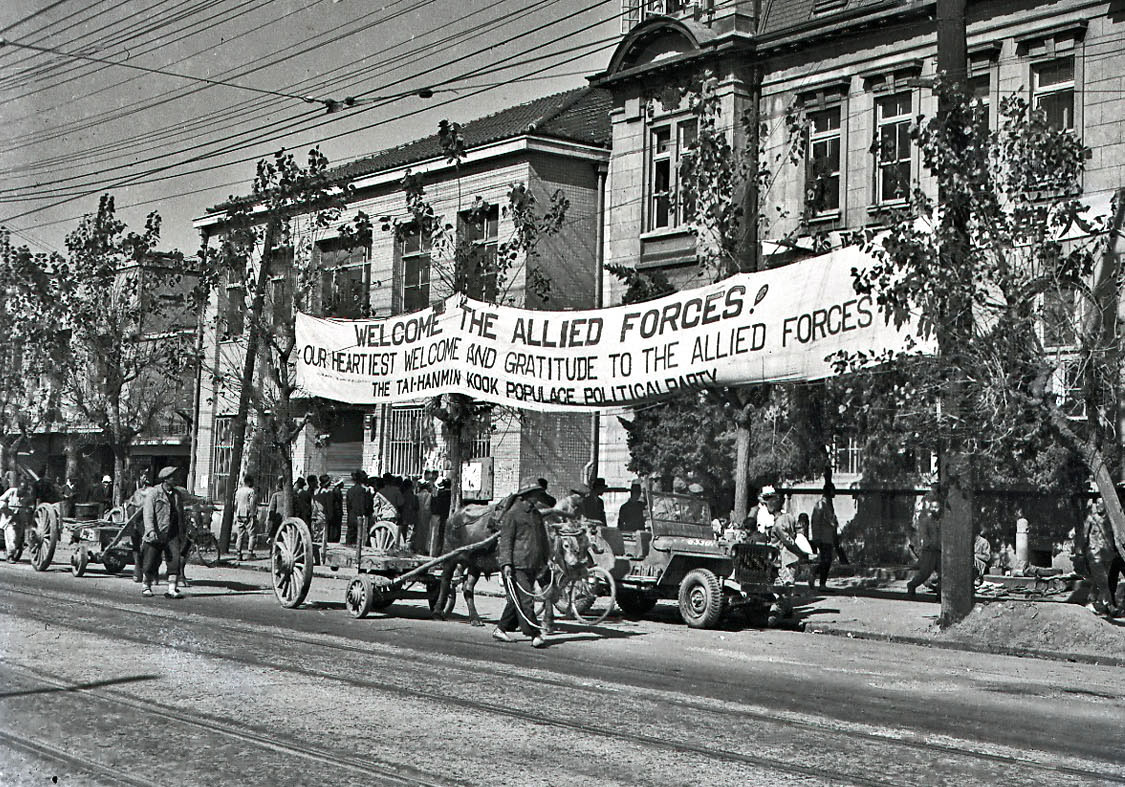 WELCOME THE ALLIED FORCES!
OUR HEARTIEST WELCOME AND GRATITUDE TO THE ALLIED FORCES
THE TAI-HANMIN KOOK POPULACE POLITICAL PARTY